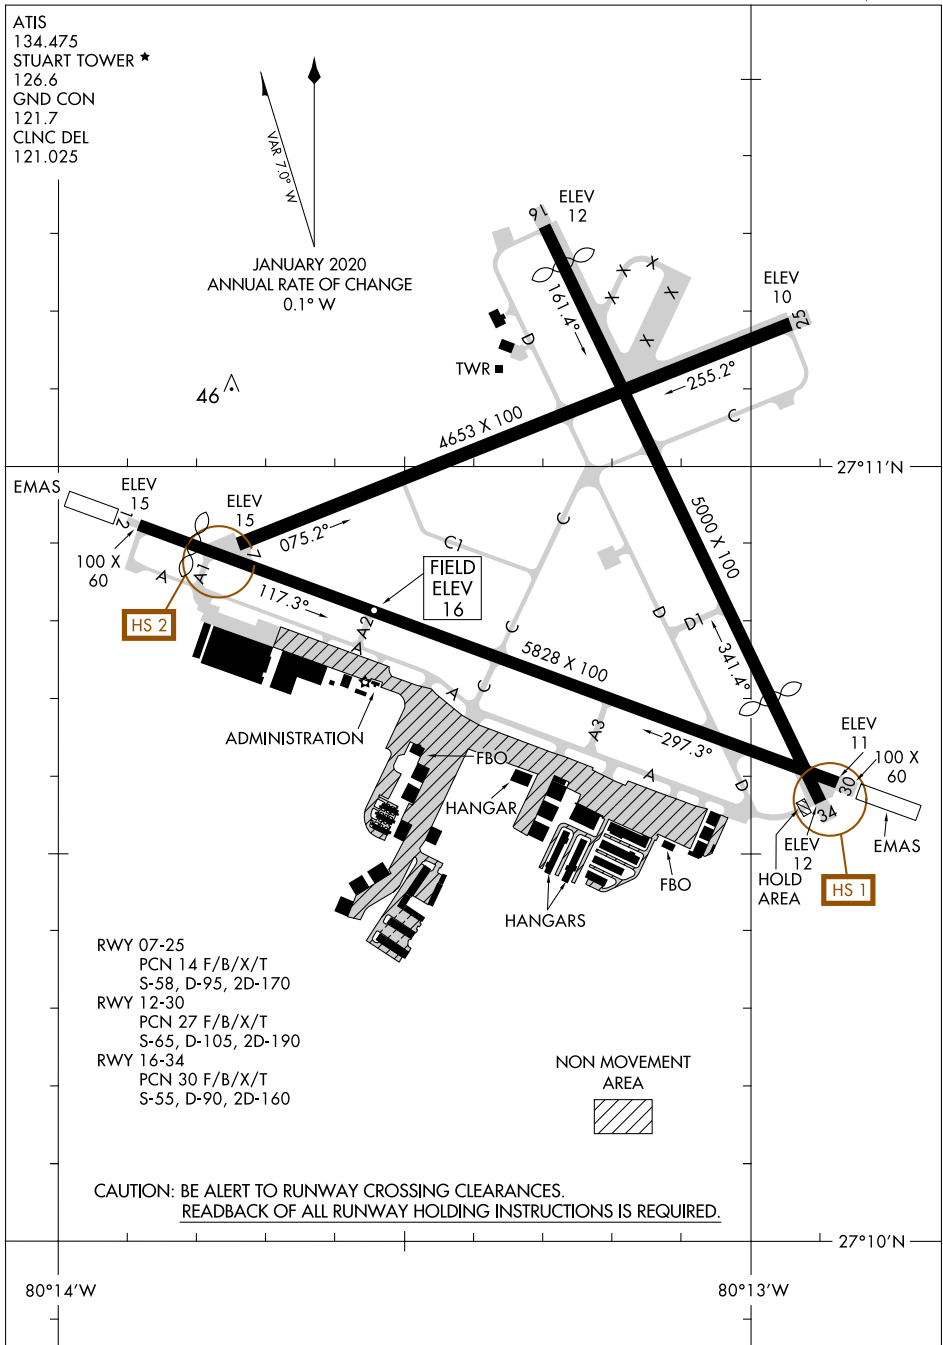 ATIS
134.475
STUART TOWER ★
126.6
GND CON
121.7
CLNC DEL
121.025
VAR 7.0° W
JANUARY 2020
ANNUAL RATE OF CHANGE
0.1° W
16
ELEV
12
161.4°
ELEV
10
25
D
TWR
255.2°
C
46
4653 X 100
27°11'N
EMAS
ELEV
15
12
ELEV
15
7
075.2°
100 X
60
A
A1
HS 2
117.3°
C1
C
5000 X 100
FIELD
ELEV
16
A2
A
C
D
D1
5828 X 100
341.4°
A
C
A3
297.3°
ADMINISTRATION
FBO
HANGAR
A
D
ELEV
11
30
100 X
60
34
ELEV
12
EMAS
HOLD
AREA
HS 1
FBO
HANGARS
RWY 07-25
PCN 14 F/B/X/T
S-58, D-95, 2D-170
RWY 12-30
PCN 27 F/B/X/T
S-65, D-105, 2D-190
RWY 16-34
PCN 30 F/B/X/T
S-55, D-90, 2D-160
NON MOVEMENT
AREA
CAUTION: BE ALERT TO RUNWAY CROSSING CLEARANCES.
READBACK OF ALL RUNWAY HOLDING INSTRUCTIONS IS REQUIRED.
27°10'N
80°14'W
80°13'W
X
X
X
X
X